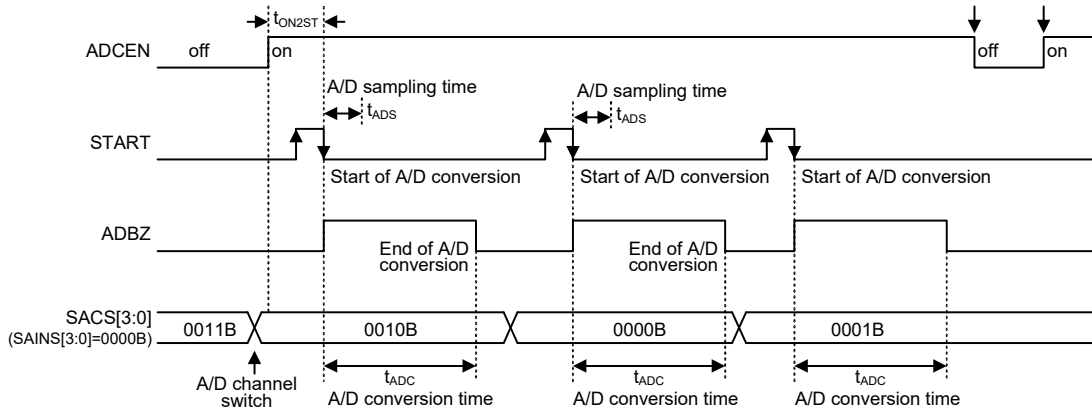 tON2ST
ADCEN off on off on
A/D sampling time A/D sampling time
tADS tADS
START
Start of A/D conversion Start of A/D conversion Start of A/D conversion
ADBZ
End of A/D conversion End of A/D conversion
SACS[3:0]
(SAINS[3:0]=0000B)
0011B 0010B 0000B 0001B
A/D channel switch
tADC tADC tADC
A/D conversion time A/D conversion time A/D conversion time